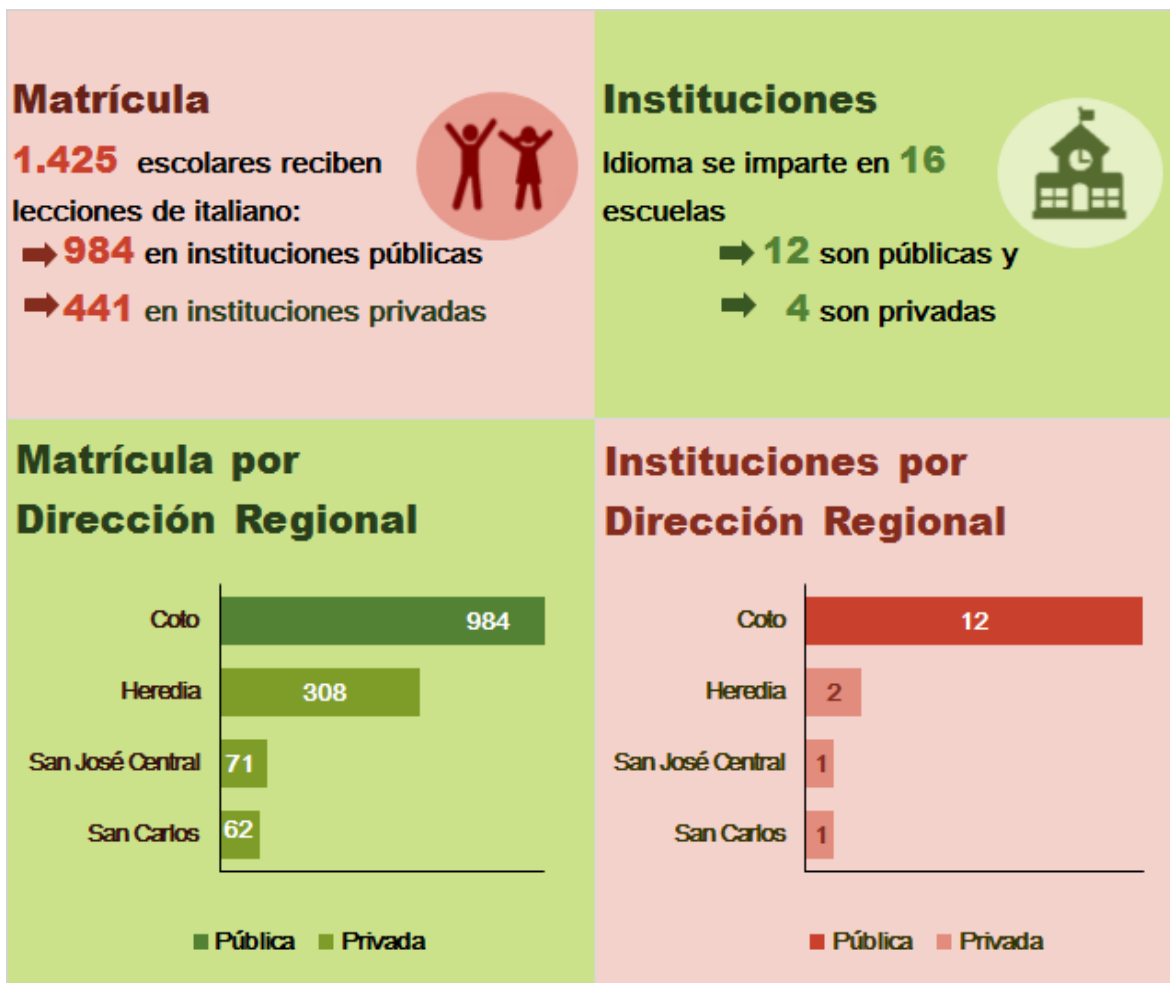 Matrícula
1.425 escolares reciben
lecciones de italiano:
984 en instituciones públicas
441 en instituciones privadas
Instituciones
Idioma se imparte en 16
escuelas
12 son públicas y
4 son privadas
Matrícula por
Dirección Regional
Coto 984
Heredia 308
San José Central 71
San Carlos 62
Pública Privada
Instituciones por
Dirección Regional
Coto 12
Heredia 2
San José Central 1
San Carlos 1
Pública Privada